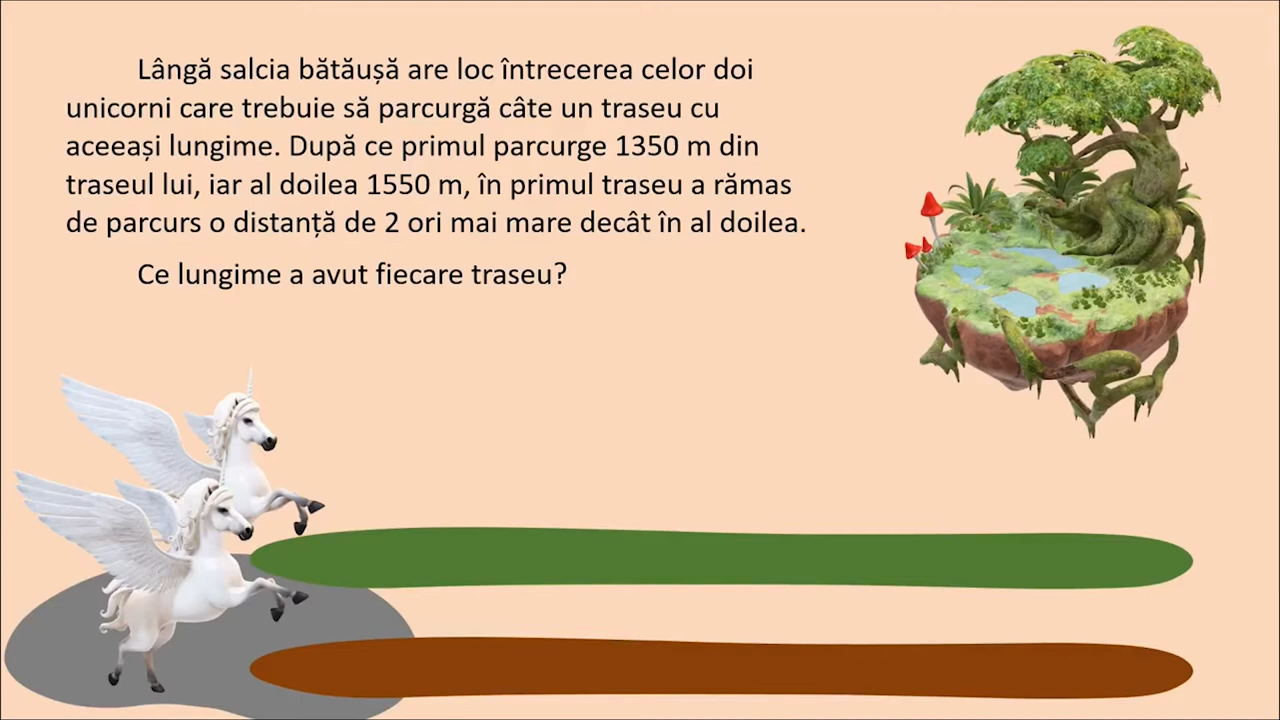 Lângă salcia bătăușă are loc întrecerea celor doi
unicorni care trebuie să parcurgă câte un traseu cu
aceeași lungime. După ce primul parcurge 1350 m din
traseul lui, iar al doilea 1550 m, în primul traseu a rămas
de parcurs o distanță de 2 ori mai mare decât în al doilea.
Ce lungime a avut fiecare traseu?